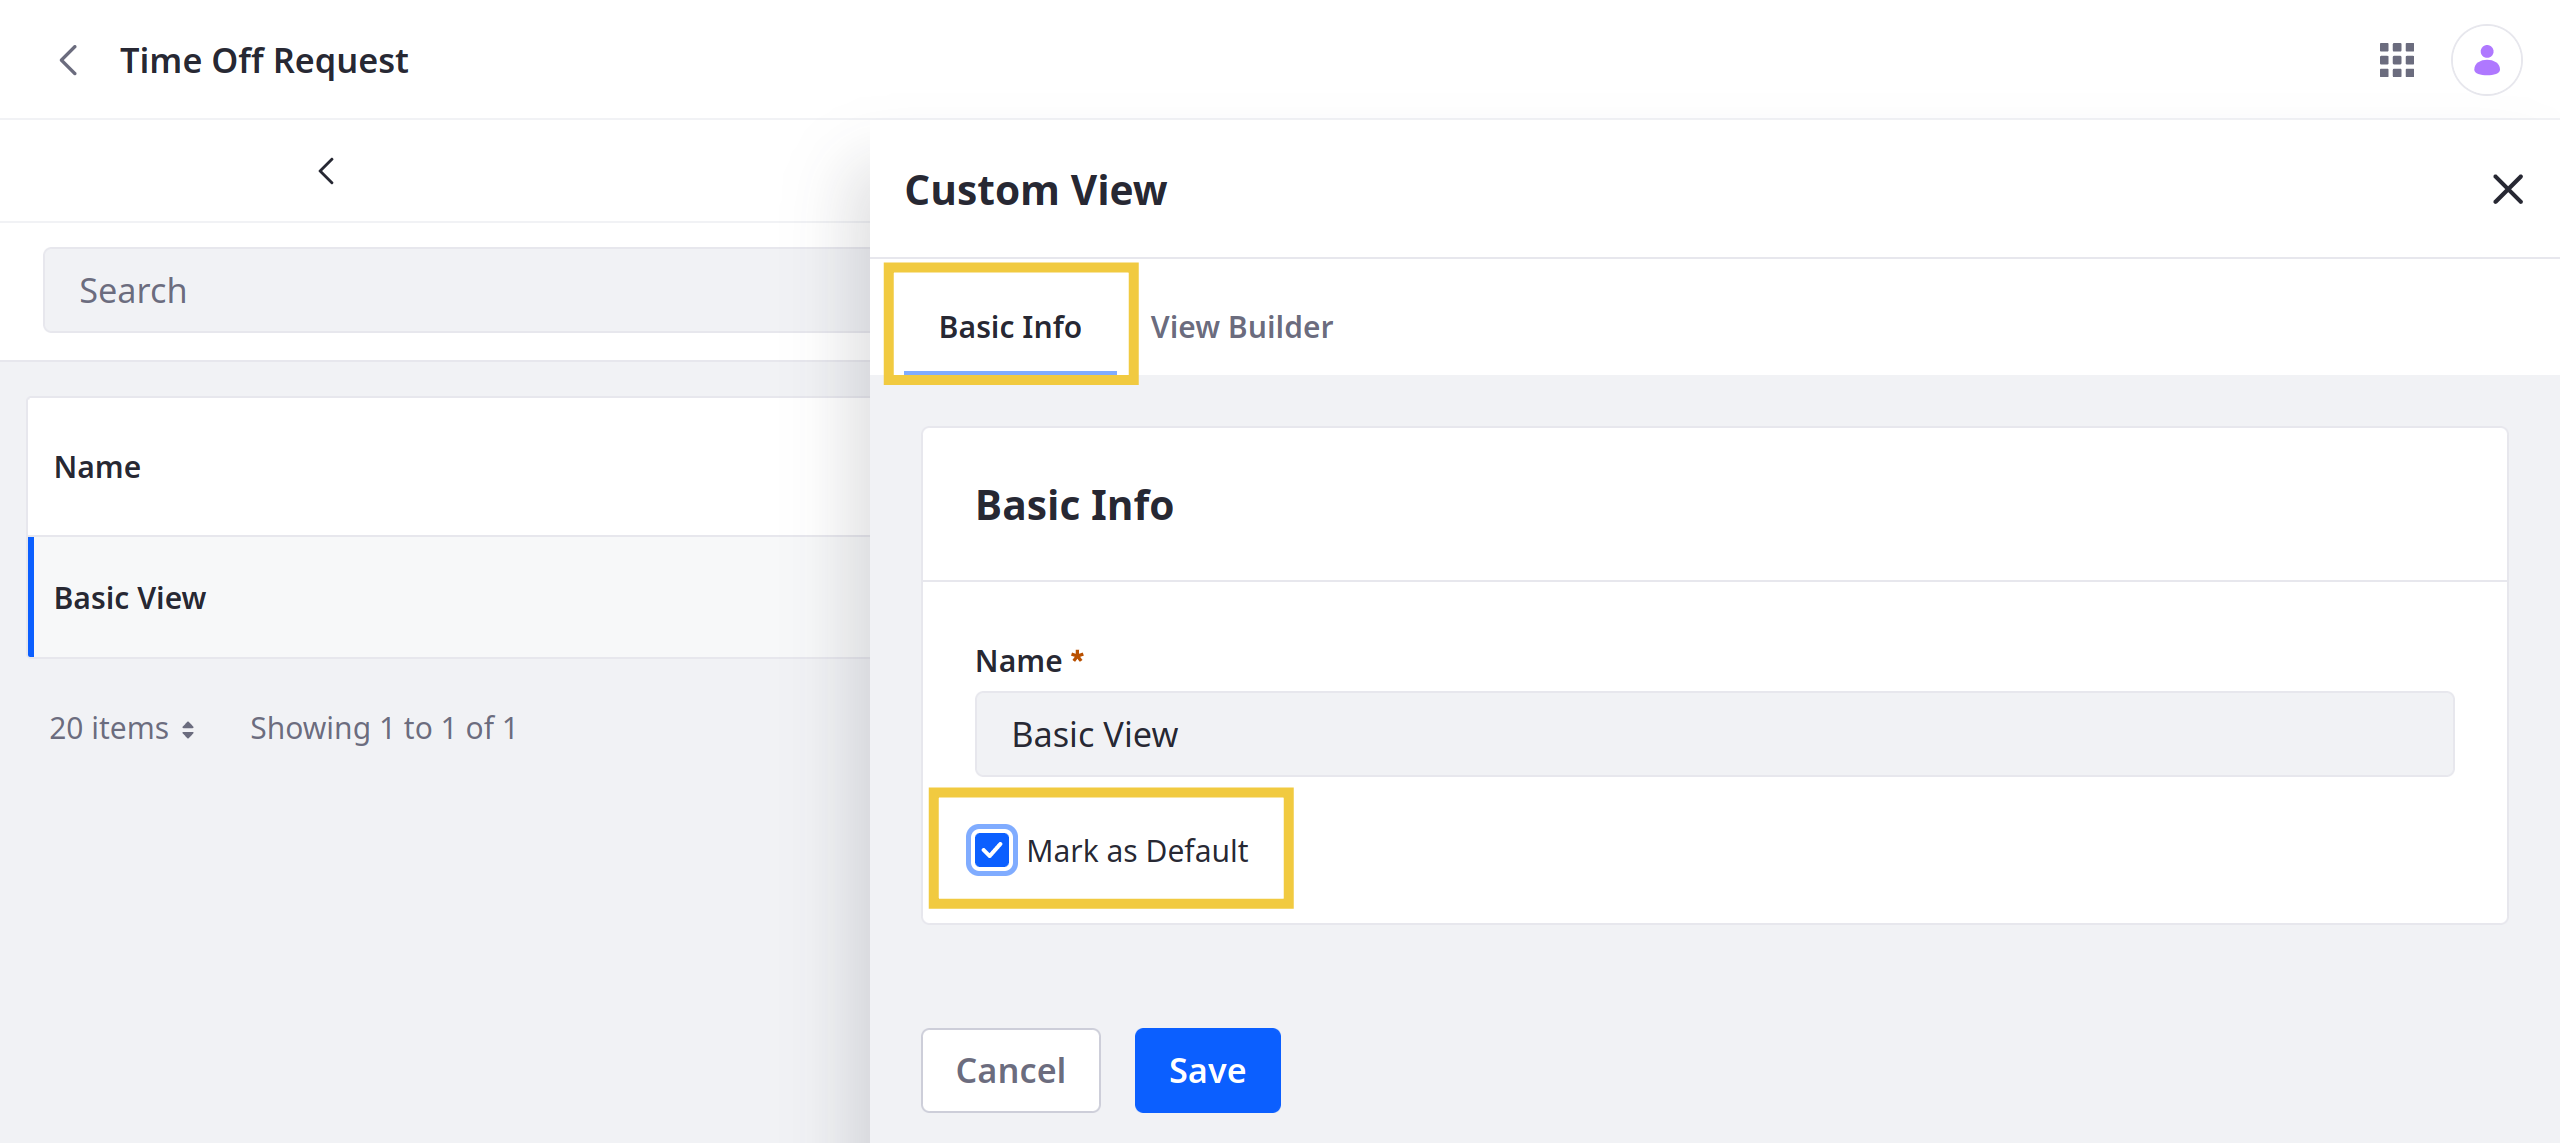 Time Off Request
Search
Name
Basic View
20 items Showing 1 to 1 of 1
Custom View
Basic Info View Builder
Basic Info
Name *
Basic View
Mark as Default
Cancel Save